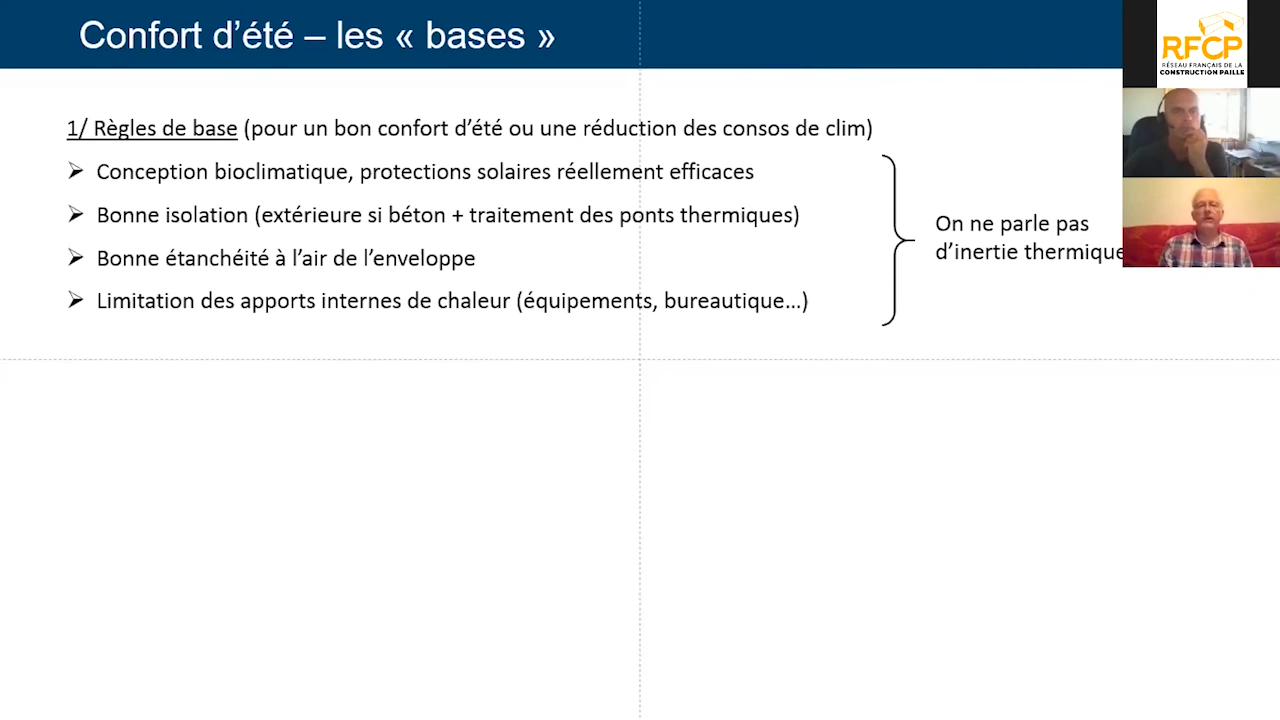 Confort d’été – les « bases »
RFCP
RÉSEAU FRANÇAIS DE LA
CONSTRUCTION PAILLE
1/ Règles de base (pour un bon confort d’été ou une réduction des consos de clim)
➢ Conception bioclimatique, protections solaires réellement efficaces
➢ Bonne isolation (extérieure si béton + traitement des ponts thermiques)
➢ Bonne étanchéité à l’air de l’enveloppe
➢ Limitation des apports internes de chaleur (équipements, bureautique…)
On ne parle pas
d’inertie thermique